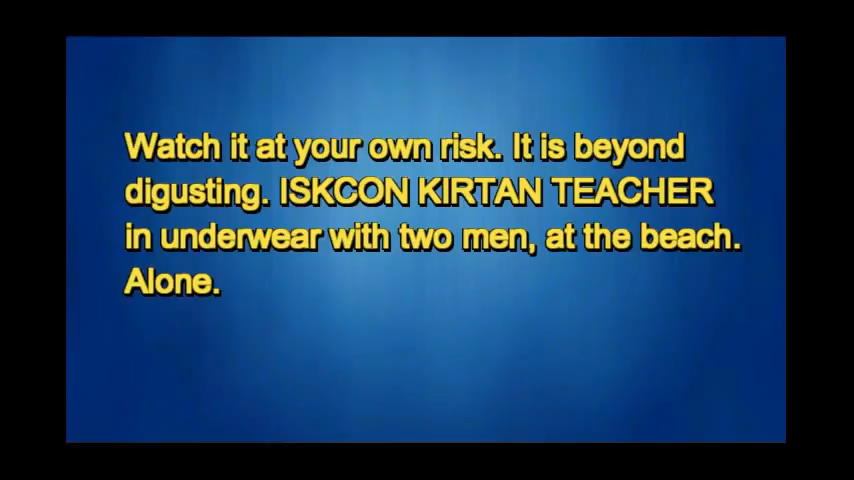 Watch it at your own risk. It is beyond
digusting. ISKCON KIRTAN TEACHER
in underwear with two men, at the beach.
Alone.